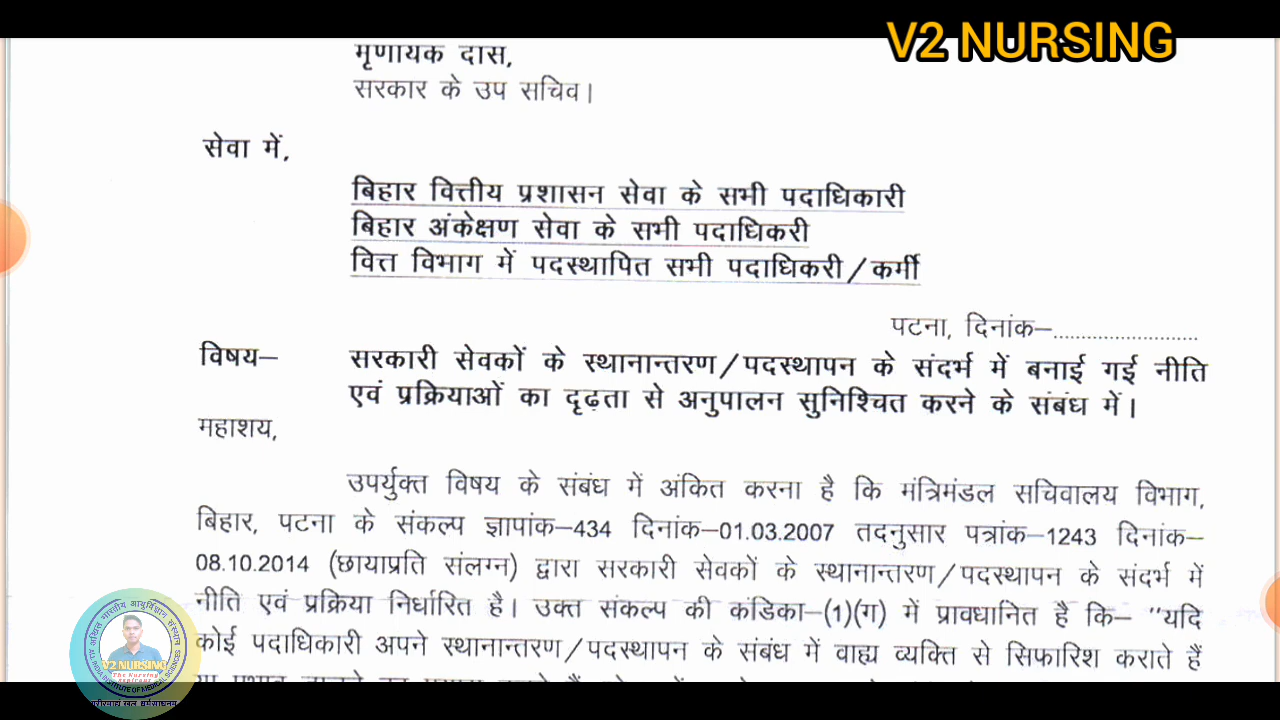 V2 NURSING
मृणायक दास,
सरकार के उप सचिव।
सेवा में,
बिहार वित्तीय प्रशासन सेवा के सभी पदाधिकारी
बिहार अंकेक्षण सेवा के सभी पदाधिकरी
वित्त विभाग में पदस्थापित सभी पदाधिकरी/कर्मी
पटना, दिनांक–..........................
विषय– सरकारी सेवकों के स्थानान्तरण/पदस्थापन के संदर्भ में बनाई गई नीति
एवं प्रक्रियाओं का दृढ़ता से अनुपालन सुनिश्चित करने के संबंध में।
महाशय,
उपर्युक्त विषय के संबंध में अंकित करना है कि मंत्रिमंडल सचिवालय विभाग,
बिहार, पटना के संकल्प ज्ञापांक–434 दिनांक–01.03.2007 तदनुसार पत्रांक–1243 दिनांक–
08.10.2014 (छायाप्रति संलग्न) द्वारा सरकारी सेवकों के स्थानान्तरण/पदस्थापन के संदर्भ में
नीति एवं प्रक्रिया निर्धारित है। उक्त संकल्प की कंडिका–(1)(ग) में प्रावधानित है कि– "यदि
कोई पदाधिकारी अपने स्थानान्तरण/पदस्थापन के संबंध में वाह्य व्यक्ति से सिफारिश कराते हैं
V2 NURSING
The Nursing